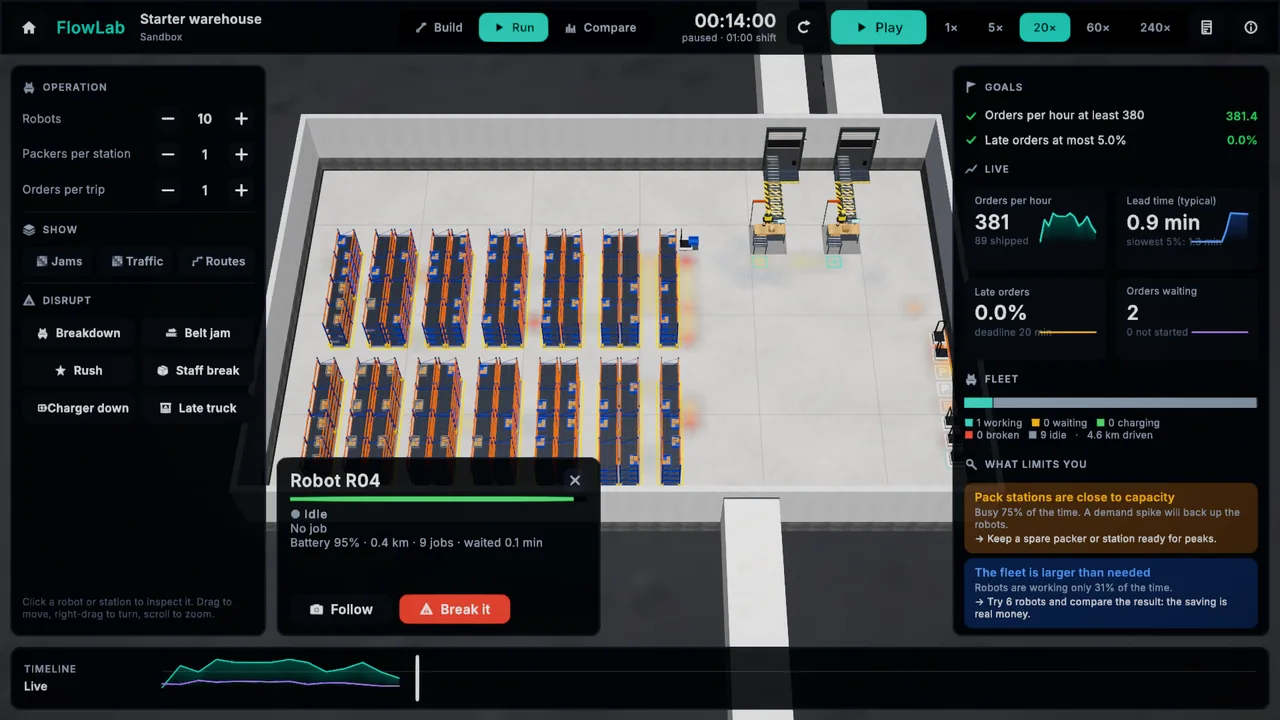 FlowLab
Starter warehouse
Sandbox
Build
Run
Compare
00:14:00
paused · 01:00 shift
Play
1×
5×
20×
60×
240×
OPERATION
Robots
10
Packers per station
1
Orders per trip
1
SHOW
Jams
Traffic
Routes
DISRUPT
Breakdown
Belt jam
Rush
Staff break
Charger down
Late truck
Click a robot or station to inspect it. Drag to
move, right-drag to turn, scroll to zoom.
Robot R04
Idle
No job
Battery 95% · 0.4 km · 9 jobs · waited 0.1 min
Follow
Break it
GOALS
Orders per hour at least 380
381.4
Late orders at most 5.0%
0.0%
LIVE
Orders per hour
381
89 shipped
Lead time (typical)
0.9 min
slowest 5%: 1.3 min
Late orders
0.0%
deadline 20 min
Orders waiting
2
0 not started
FLEET
1 working 0 waiting 0 charging
0 broken 9 idle · 4.6 km driven
WHAT LIMITS YOU
Pack stations are close to capacity
Busy 75% of the time. A demand spike will back up the
robots.
→ Keep a spare packer or station ready for peaks.
The fleet is larger than needed
Robots are working only 31% of the time.
→ Try 6 robots and compare the result: the saving is
real money.
TIMELINE
Live